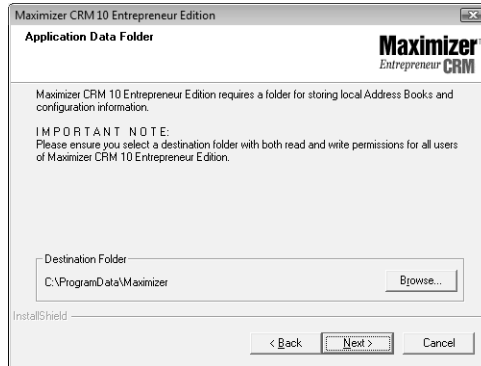 Maximizer CRM 10 Entrepreneur Edition
Application Data Folder
Maximizer
Entrepreneur CRM
Maximizer CRM 10 Entrepreneur Edition requires a folder for storing local Address Books and
configuration information.
I M P O R T A N T   N O T E:
Please ensure you select a destination folder with both read and write permissions for all users
of Maximizer CRM 10 Entrepreneur Edition.
Destination Folder
C:\ProgramData\Maximizer
Browse...
InstallShield
< Back
Next >
Cancel